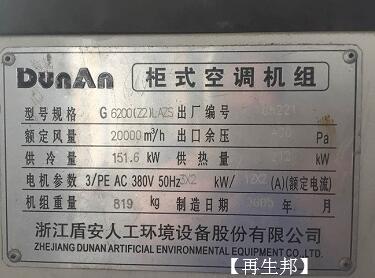 DunAn 柜式空调机组
型号规格 G6200(Z2)LAZS 出厂编号
额定风量 20000 m³/h 出口余压 Pa
供冷量 151.6 kW 供热量 kW
电机参数 3/PE AC 380V 50Hz 3X2 kW/ (A)(额定电流)
机组重量 819 kg 制造日期
浙江盾安人工环境设备股份有限公司
ZHEJIANG DUNAN ARTIFICIAL ENVIRONMENTAL EQUIPMENT CO.,LTD.
【再生邦】